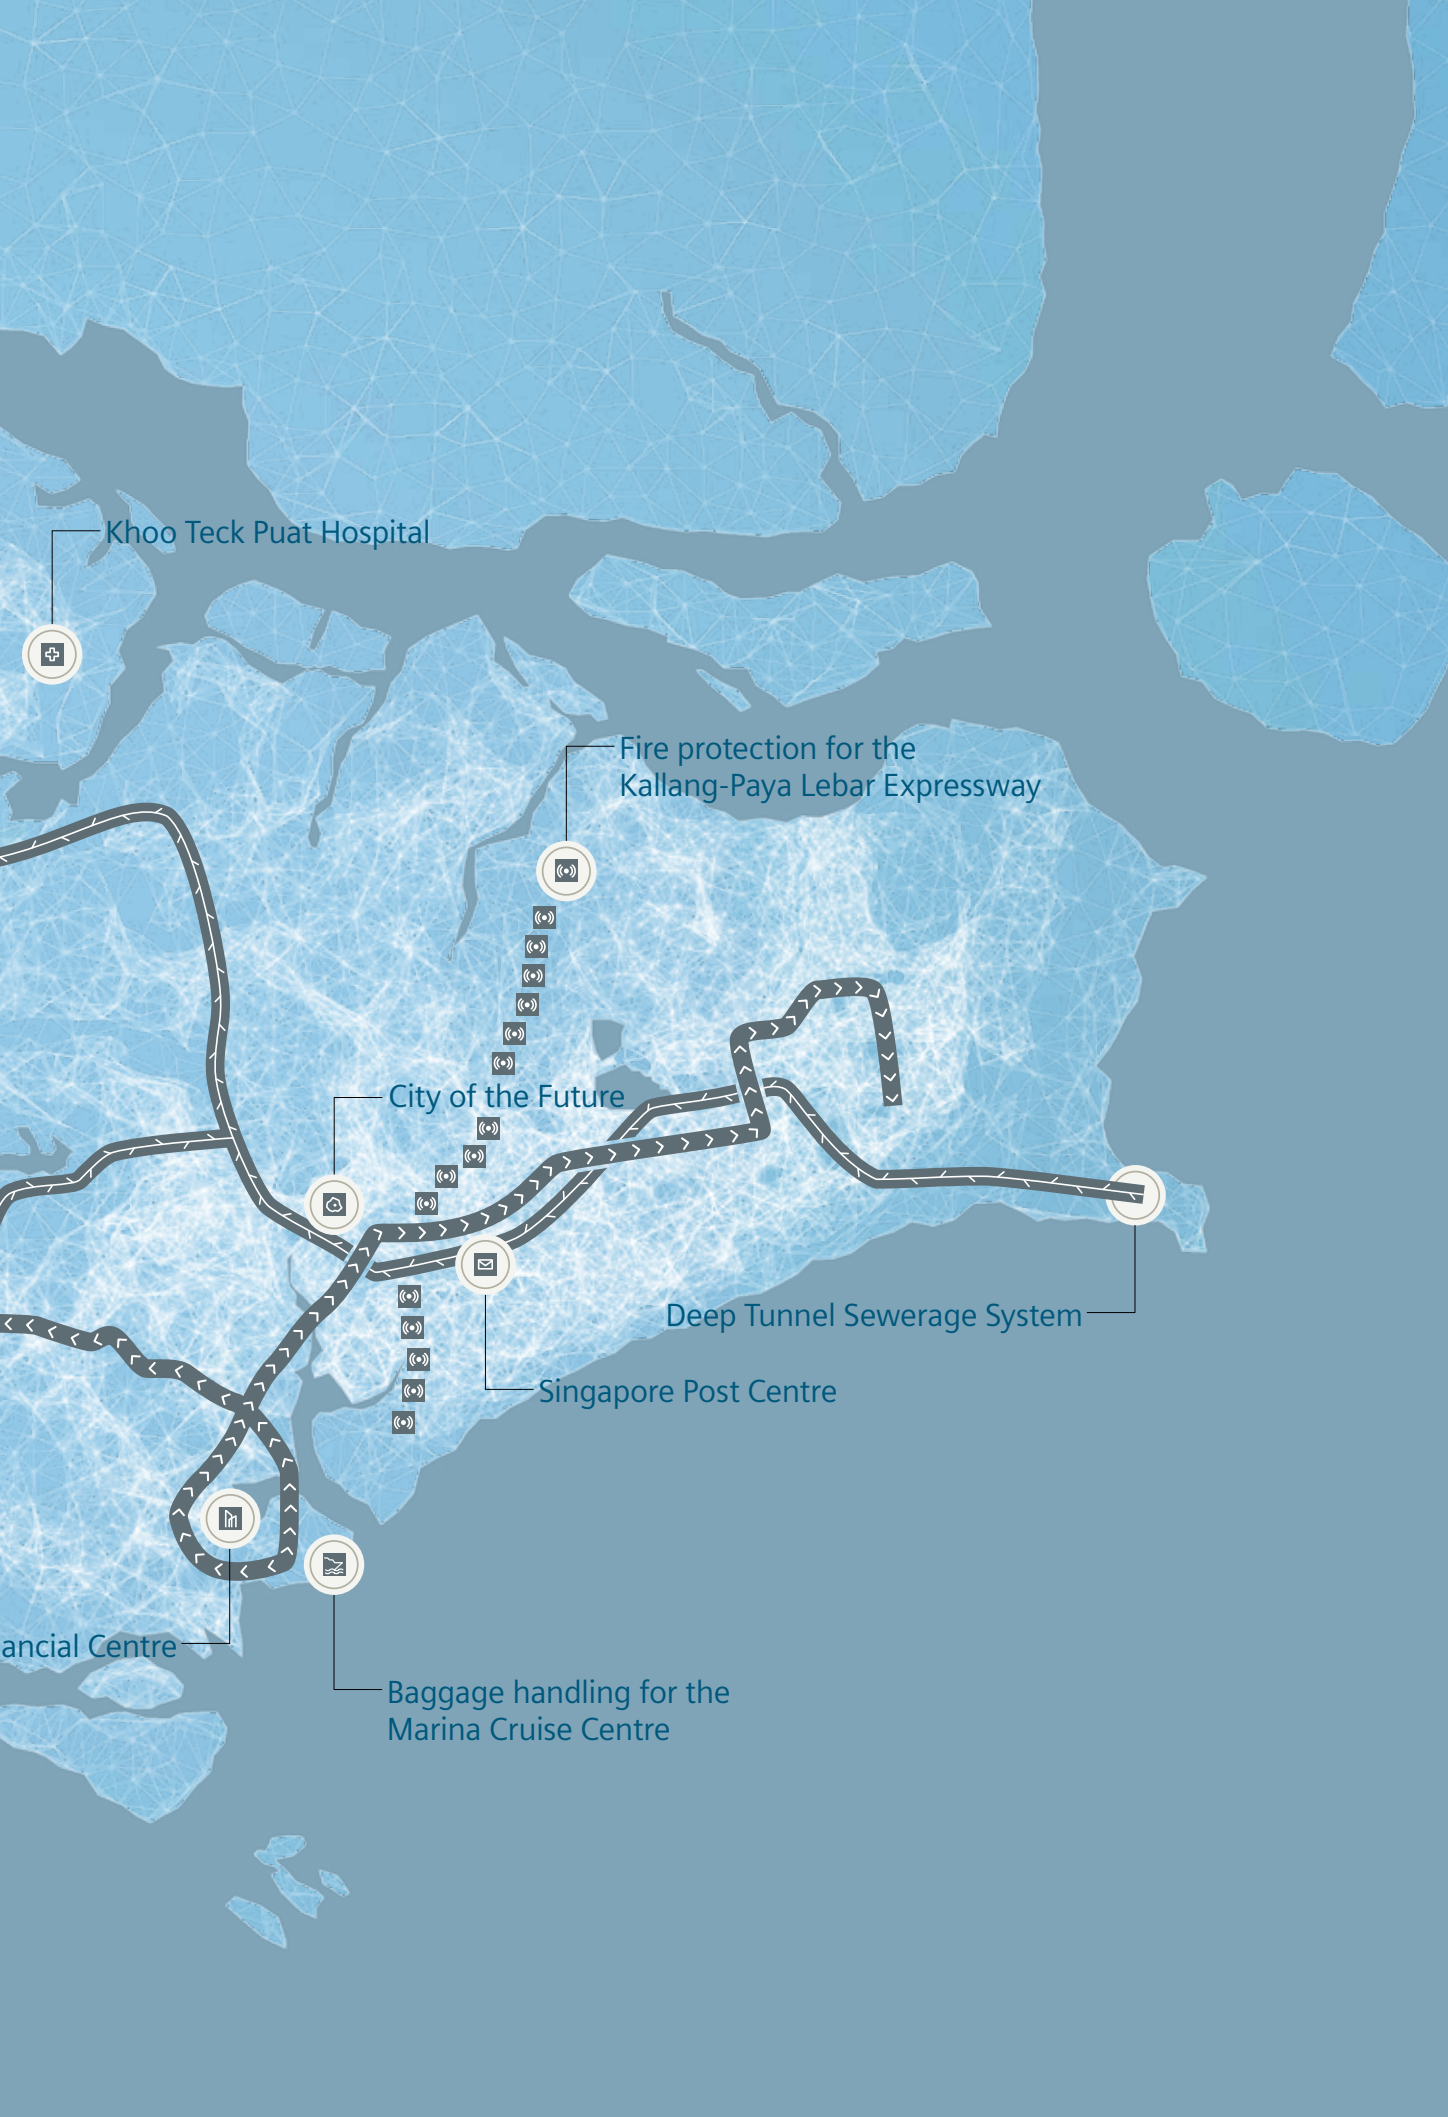 Khoo Teck Puat Hospital
Fire protection for the
Kallang-Paya Lebar Expressway
City of the Future
Deep Tunnel Sewerage System
Singapore Post Centre
ancial Centre
Baggage handling for the
Marina Cruise Centre